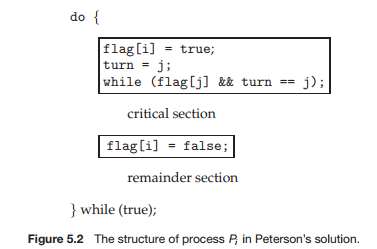 do {
flag[i] = true;
turn = j;
while (flag[j] && turn == j);
critical section
flag[i] = false;
remainder section
} while (true);
Figure 5.2 The structure of process Pi in Peterson's solution.